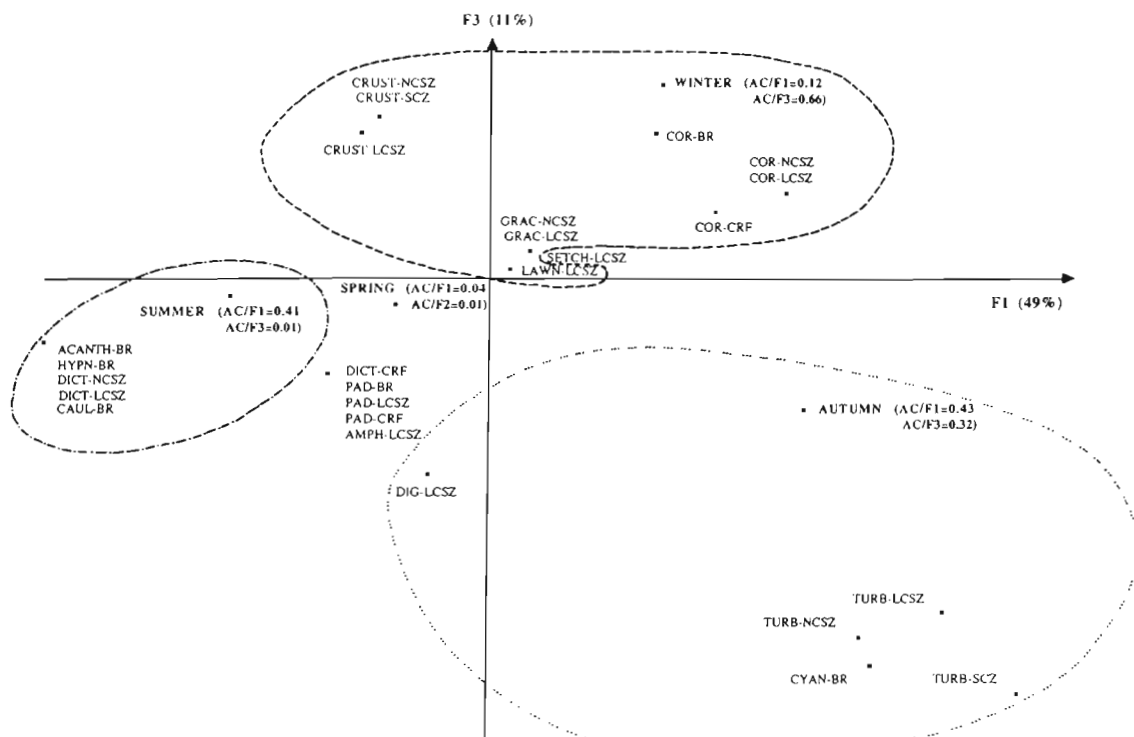 F3 (11%)
CRUST-NCSZ
CRUST-SCZ
CRUST LCSZ
WINTER (AC/F1=0.12
AC/F3=0.66)
COR-BR
COR-NCSZ
COR-LCSZ
COR-CRF
GRAC-NCSZ
GRAC-LCSZ
SETCH-LCSZ
LAWN-LCSZ
F1 (49%)
SPRING (AC/F1=0.04
AC/F2=0.01)
SUMMER (AC/F1=0.41
AC/F3=0.01)
ACANTH-BR
HYPN-BR
DICT-NCSZ
DICT-LCSZ
CAUL-BR
DICT-CRF
PAD-BR
PAD-LCSZ
PAD-CRF
AMPH-LCSZ
AUTUMN (AC/F1=0.43
AC/F3=0.32)
DIG-LCSZ
TURB-LCSZ
TURB-NCSZ
CYAN-BR
TURB-SCZ